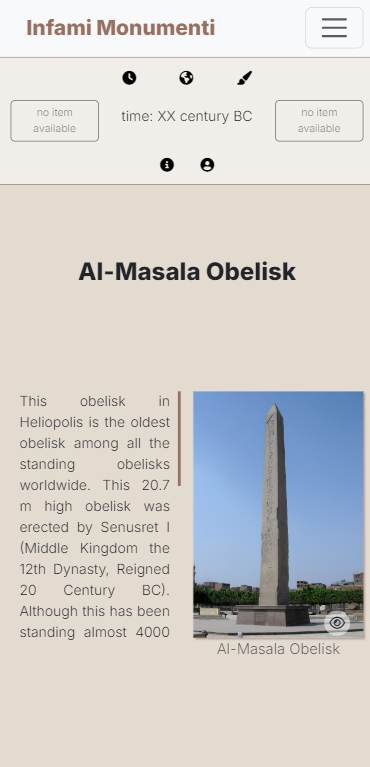 Infami Monumenti
no item
available
time: XX century BC
no item
available
Al-Masala Obelisk
This obelisk in
Heliopolis is the oldest
obelisk among all the
standing obelisks
worldwide. This 20.7
m high obelisk was
erected by Senusret I
(Middle Kingdom the
12th Dynasty, Reigned
20 Century BC).
Although this has been
standing almost 4000
Al-Masala Obelisk